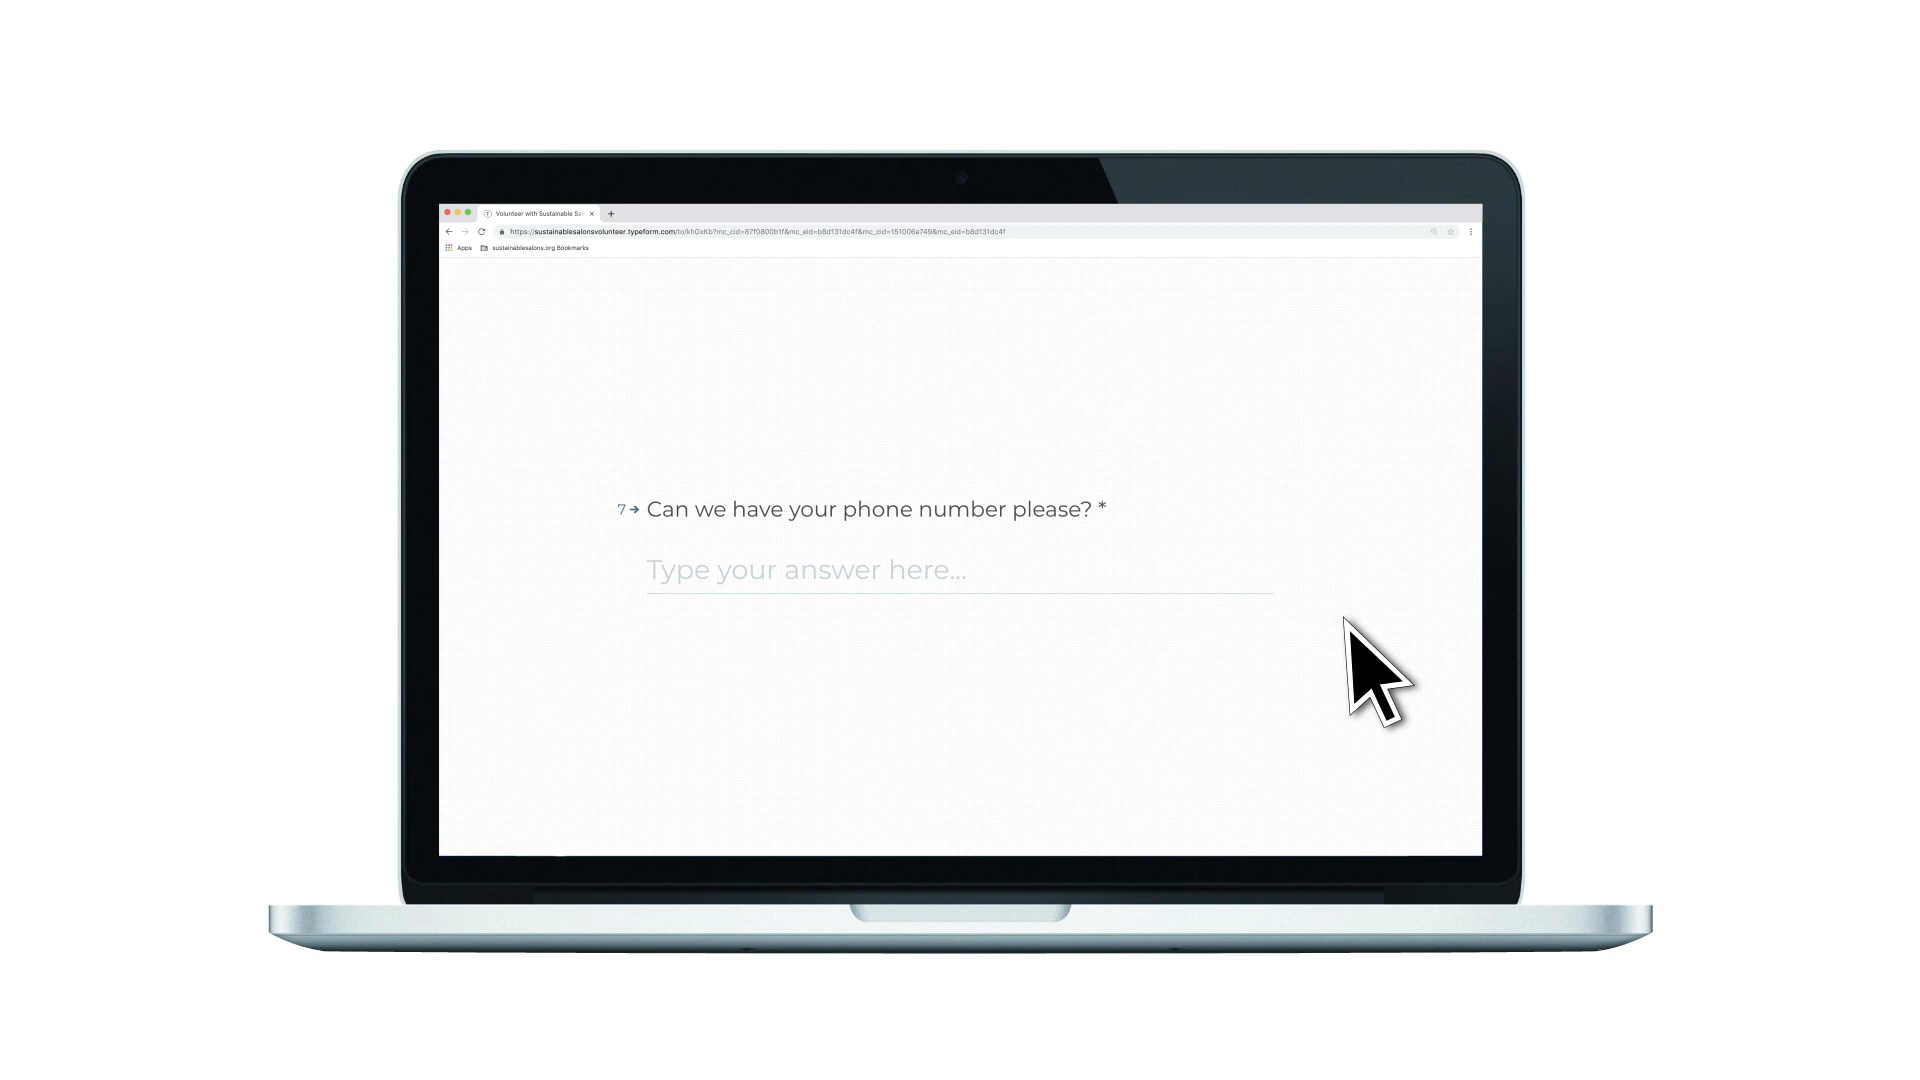 Volunteer with Sustainable Sal
https://sustainablesalonsvolunteer.typeform.com/to/khGxKb?mc_cid=87f0800b1f&mc_eid=b8d131dc4f&mc_cid=151006a749&mc_eid=b8d131dc4f
Apps sustainablesalons.org Bookmarks
7 → Can we have your phone number please? *
Type your answer here...